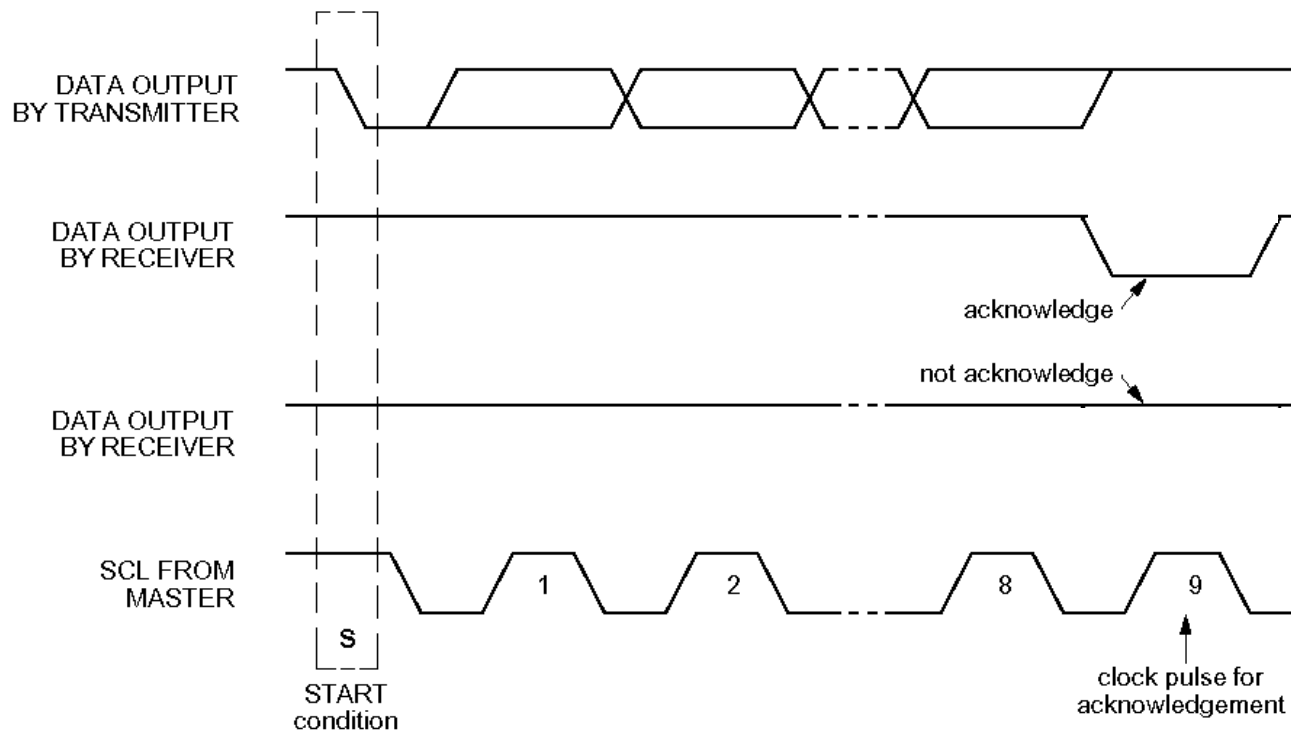 DATA OUTPUT
BY TRANSMITTER
DATA OUTPUT
BY RECEIVER
acknowledge
not acknowledge
DATA OUTPUT
BY RECEIVER
SCL FROM
MASTER
1
2
8
9
S
START
condition
clock pulse for
acknowledgement